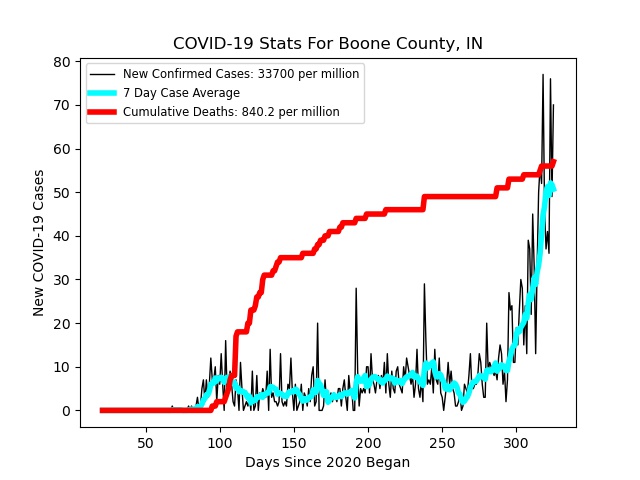 COVID-19 Stats For Boone County, IN
New Confirmed Cases: 33700 per million
7 Day Case Average
Cumulative Deaths: 840.2 per million
New COVID-19 Cases
80
70
60
50
40
30
20
10
0
50 100 150 200 250 300
Days Since 2020 Began